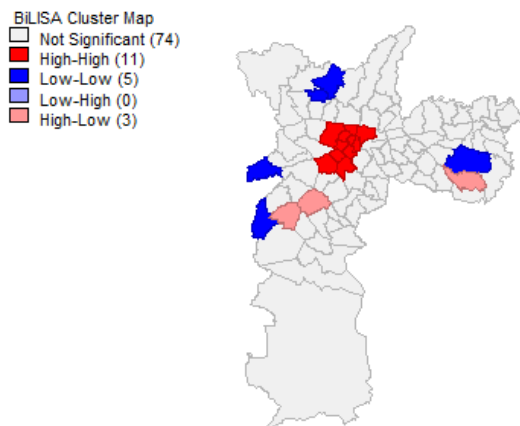 BiLISA Cluster Map
Not Significant (74)
High-High (11)
Low-Low (5)
Low-High (0)
High-Low (3)